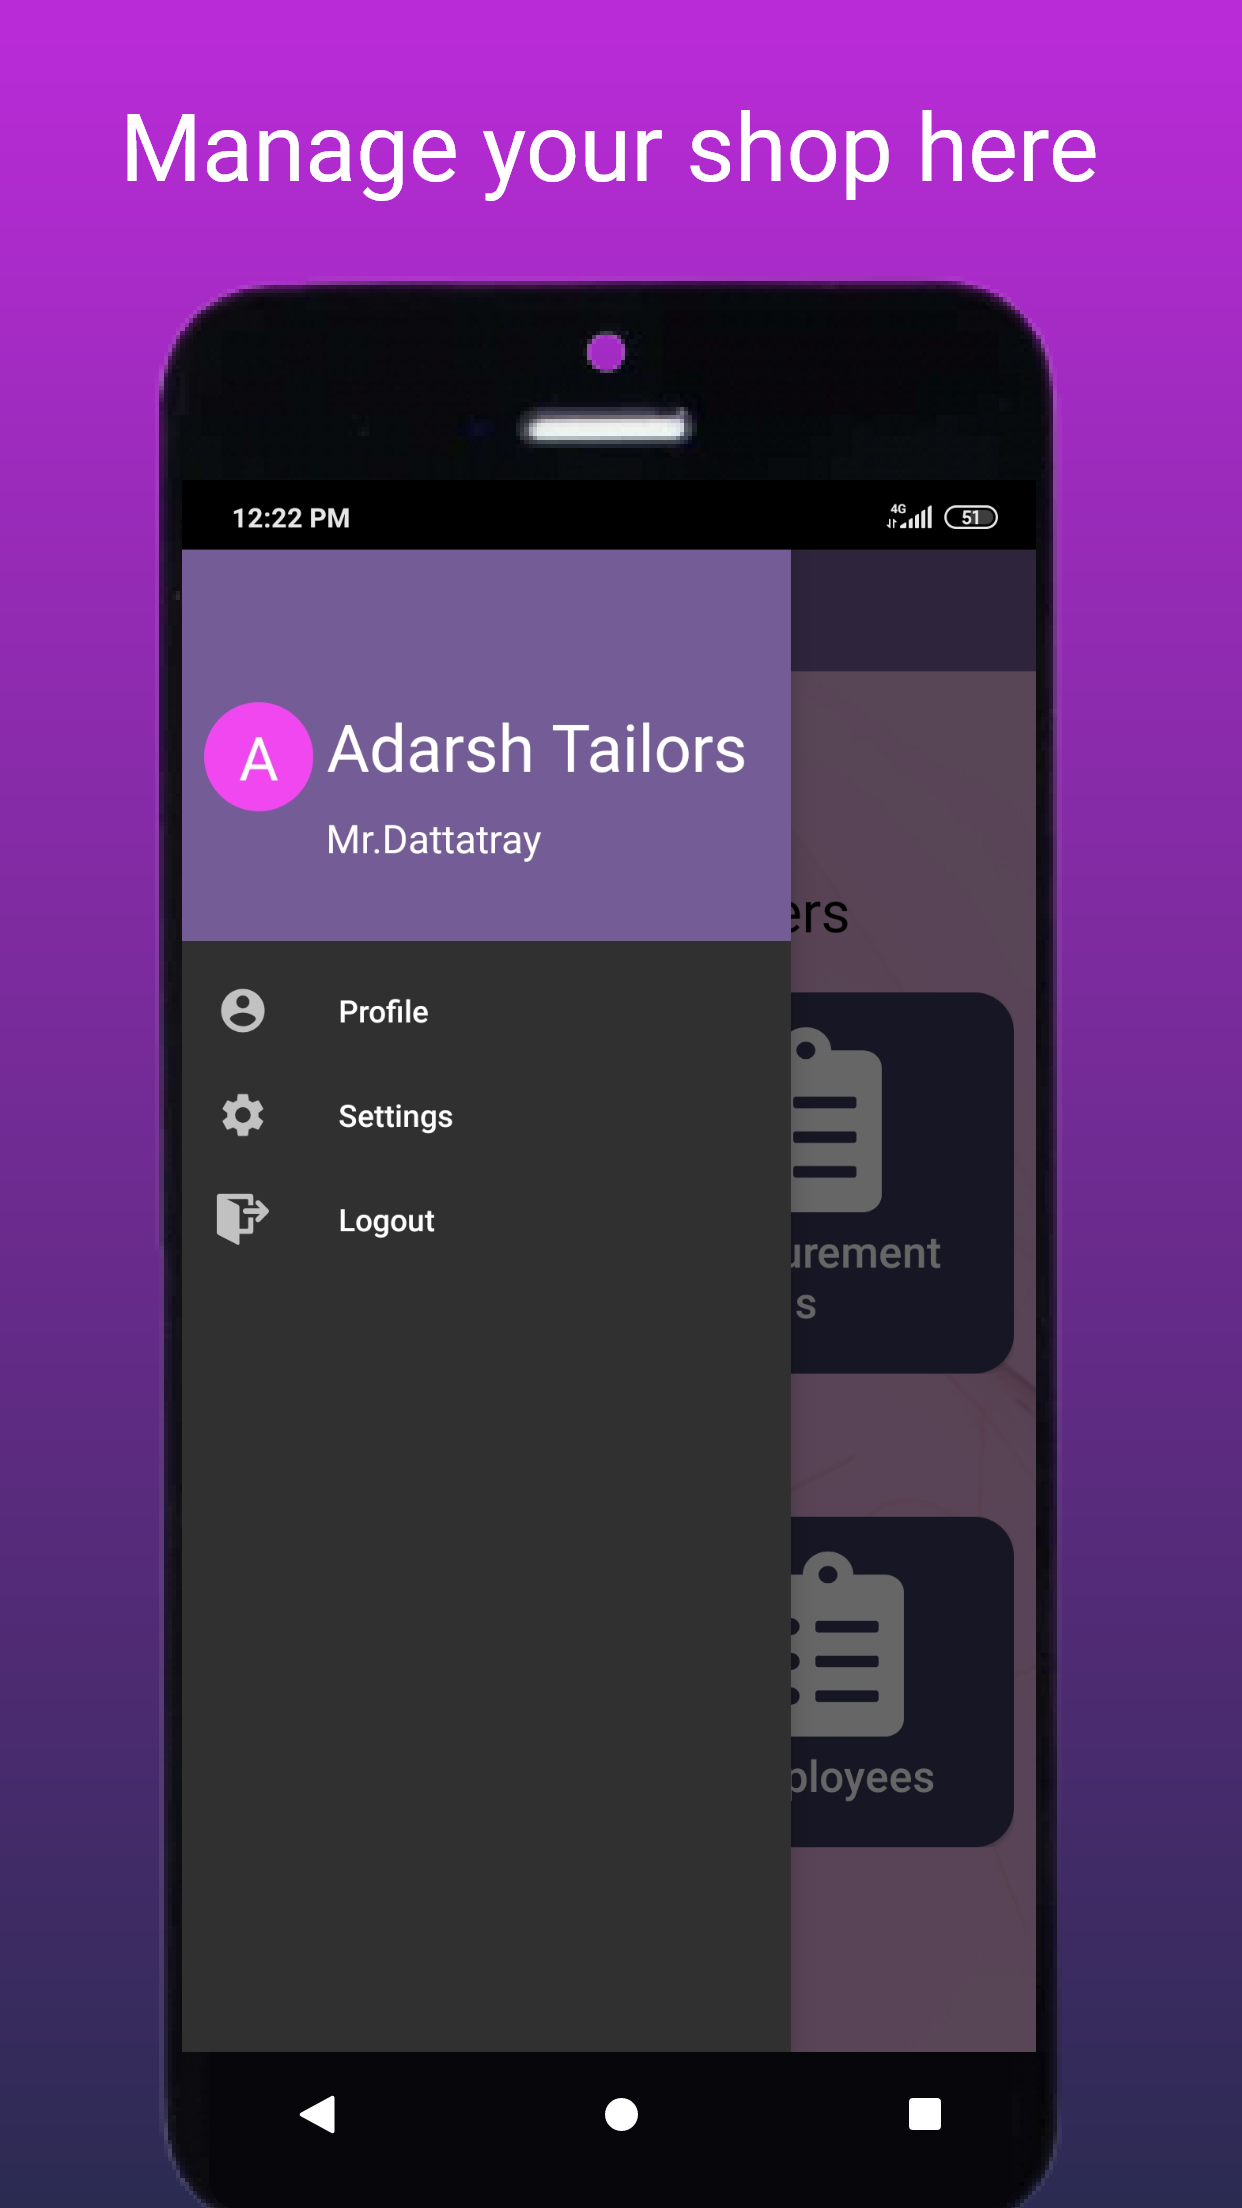 Manage your shop here
12:22 PM
4G
51
A
Adarsh Tailors
Mr.Dattatray
Profile
Settings
Logout
ers
urement
s
ployees